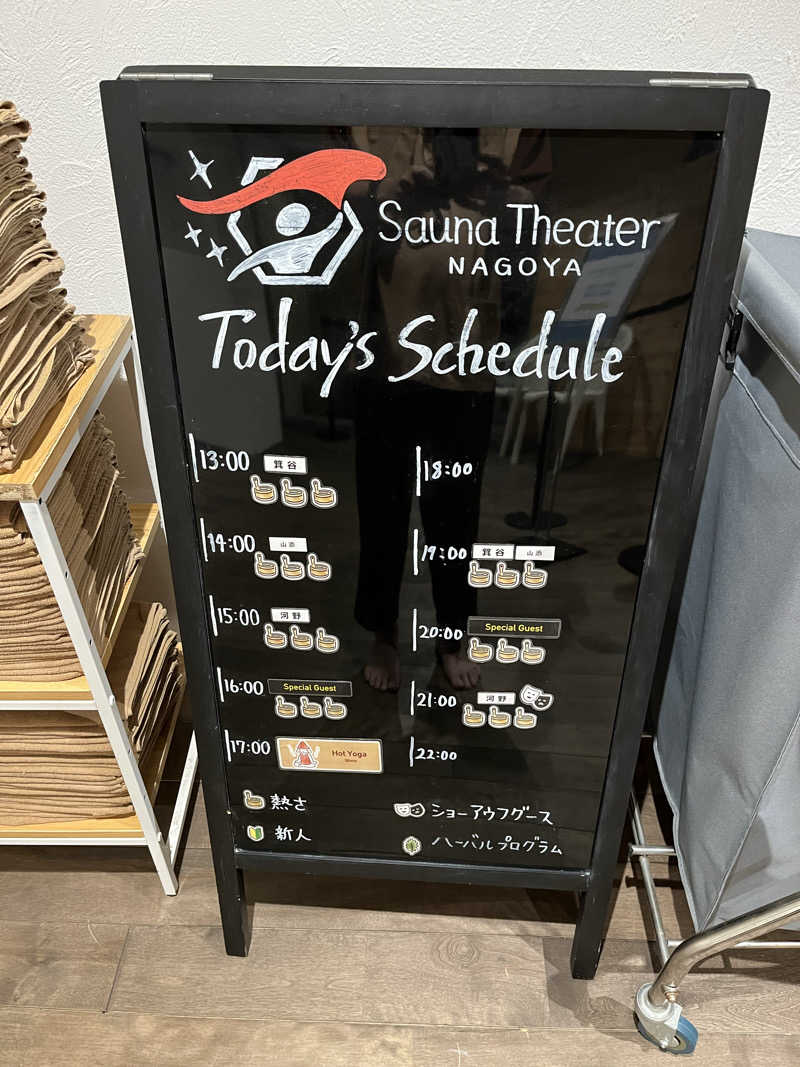 Sauna Theater
NAGOYA
Today's Schedule
13:00 箕谷
14:00 山添
15:00 河野
16:00 Special Guest
17:00 Hot Yoga
18:00
19:00 箕谷 山添
20:00 Special Guest
21:00 河野
22:00
熱さ
新人
ショーアウフグース
ハーバルプログラム